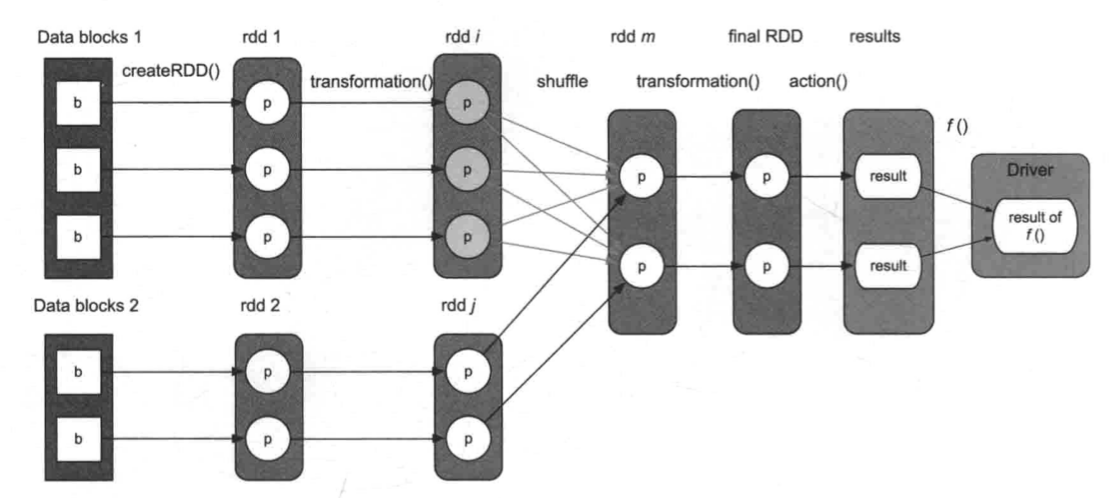 Data blocks 1
rdd 1
rdd i
rdd m
final RDD
results
createRDD()
transformation()
shuffle
transformation()
action()
f ()
b
p
p
b
p
p
b
p
p
p
p
result
p
p
result
Driver
result of
f ()
Data blocks 2
rdd 2
rdd j
b
p
p
b
p
p